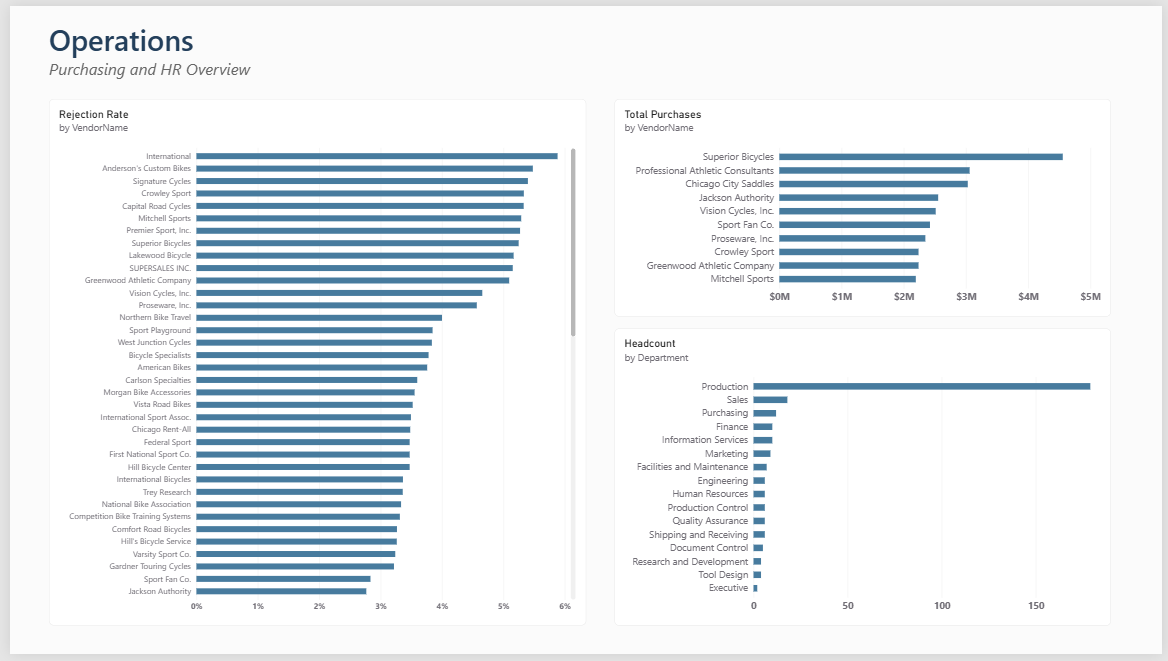 Operations
Purchasing and HR Overview
Rejection Rate
by VendorName
International
Anderson's Custom Bikes
Signature Cycles
Crowley Sport
Capital Road Cycles
Mitchell Sports
Premier Sport, Inc.
Superior Bicycles
Lakewood Bicycle
SUPERSALES INC.
Greenwood Athletic Company
Vision Cycles, Inc.
Proseware, Inc.
Northern Bike Travel
Sport Playground
West Junction Cycles
Bicycle Specialists
American Bikes
Carlson Specialties
Morgan Bike Accessories
Vista Road Bikes
International Sport Assoc.
Chicago Rent-All
Federal Sport
First National Sport Co.
Hill Bicycle Center
International Bicycles
Trey Research
National Bike Association
Competition Bike Training Systems
Comfort Road Bicycles
Hill's Bicycle Service
Varsity Sport Co.
Gardner Touring Cycles
Sport Fan Co.
Jackson Authority
0% 1% 2% 3% 4% 5% 6%
Total Purchases
by VendorName
Superior Bicycles
Professional Athletic Consultants
Chicago City Saddles
Jackson Authority
Vision Cycles, Inc.
Sport Fan Co.
Proseware, Inc.
Crowley Sport
Greenwood Athletic Company
Mitchell Sports
$0M $1M $2M $3M $4M $5M
Headcount
by Department
Production
Sales
Purchasing
Finance
Information Services
Marketing
Facilities and Maintenance
Engineering
Human Resources
Production Control
Quality Assurance
Shipping and Receiving
Document Control
Research and Development
Tool Design
Executive
0 50 100 150